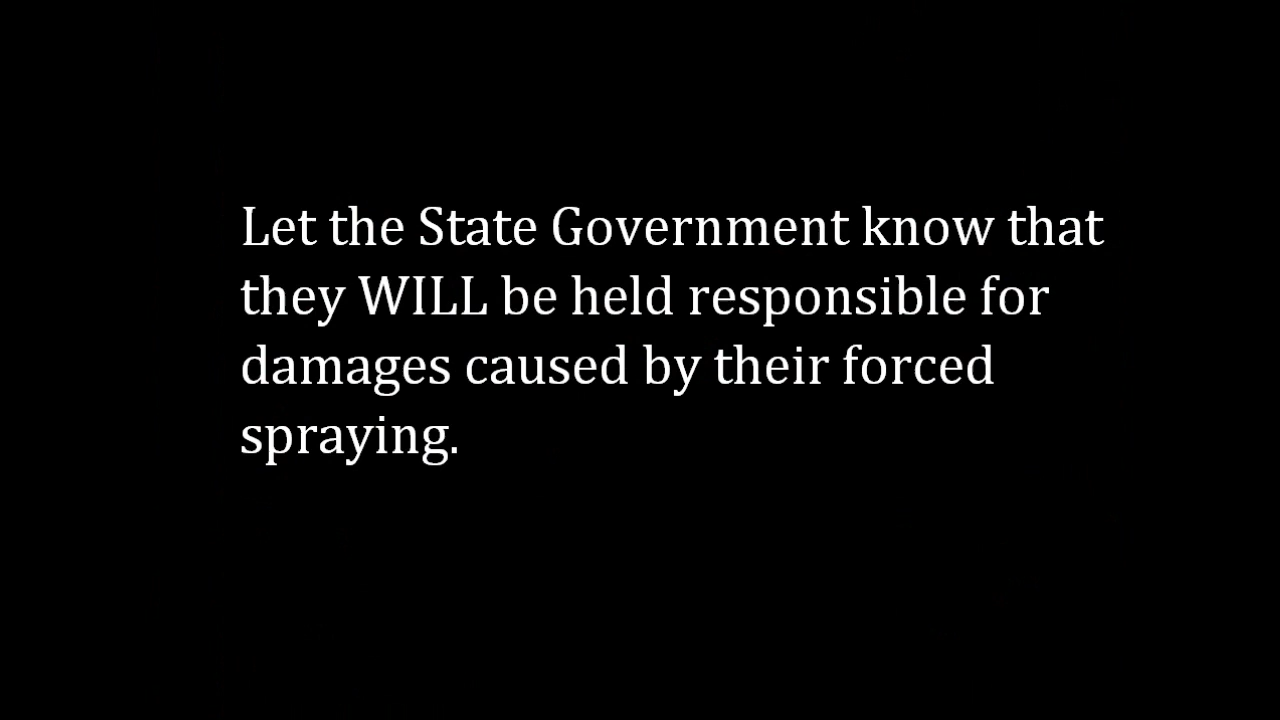 Let the State Government know that
they WILL be held responsible for
damages caused by their forced
spraying.